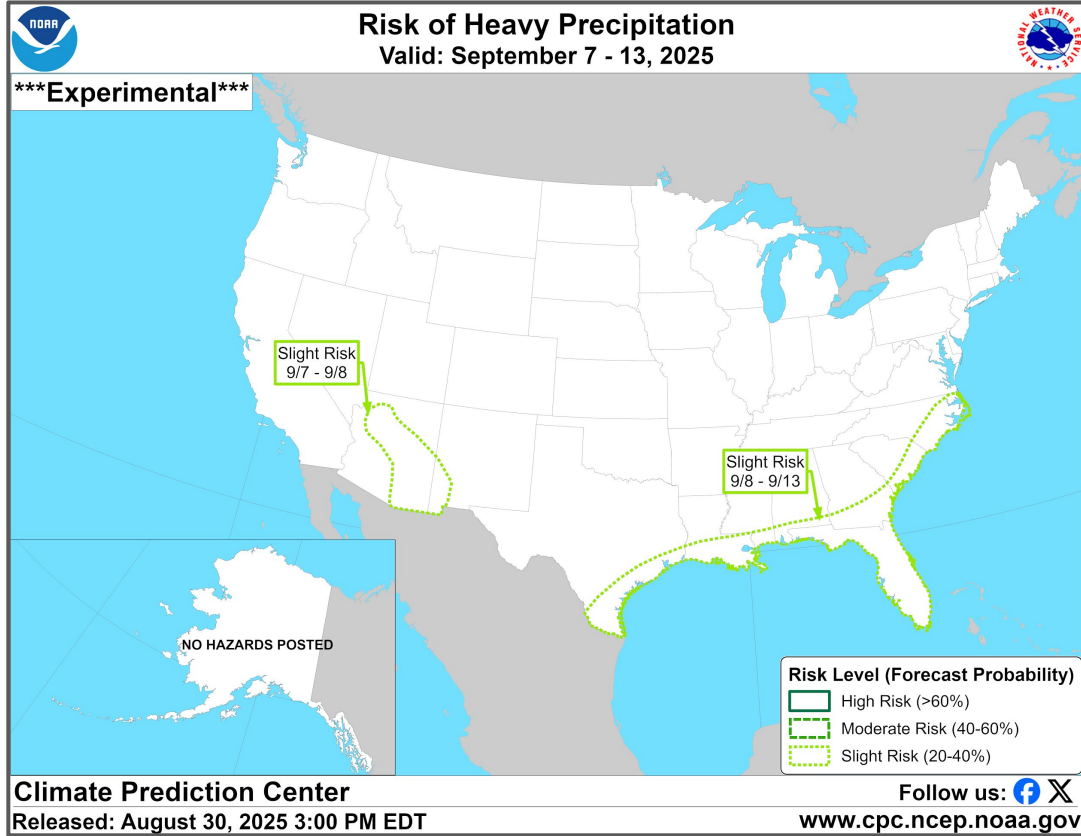 NOAA
Risk of Heavy Precipitation
Valid: September 7 - 13, 2025
NATIONAL WEATHER SERVICE
***Experimental***
Slight Risk
9/7 - 9/8
Slight Risk
9/8 - 9/13
NO HAZARDS POSTED
Risk Level (Forecast Probability)
High Risk (>60%)
Moderate Risk (40-60%)
Slight Risk (20-40%)
Climate Prediction Center
Follow us:
Released: August 30, 2025 3:00 PM EDT
www.cpc.ncep.noaa.gov